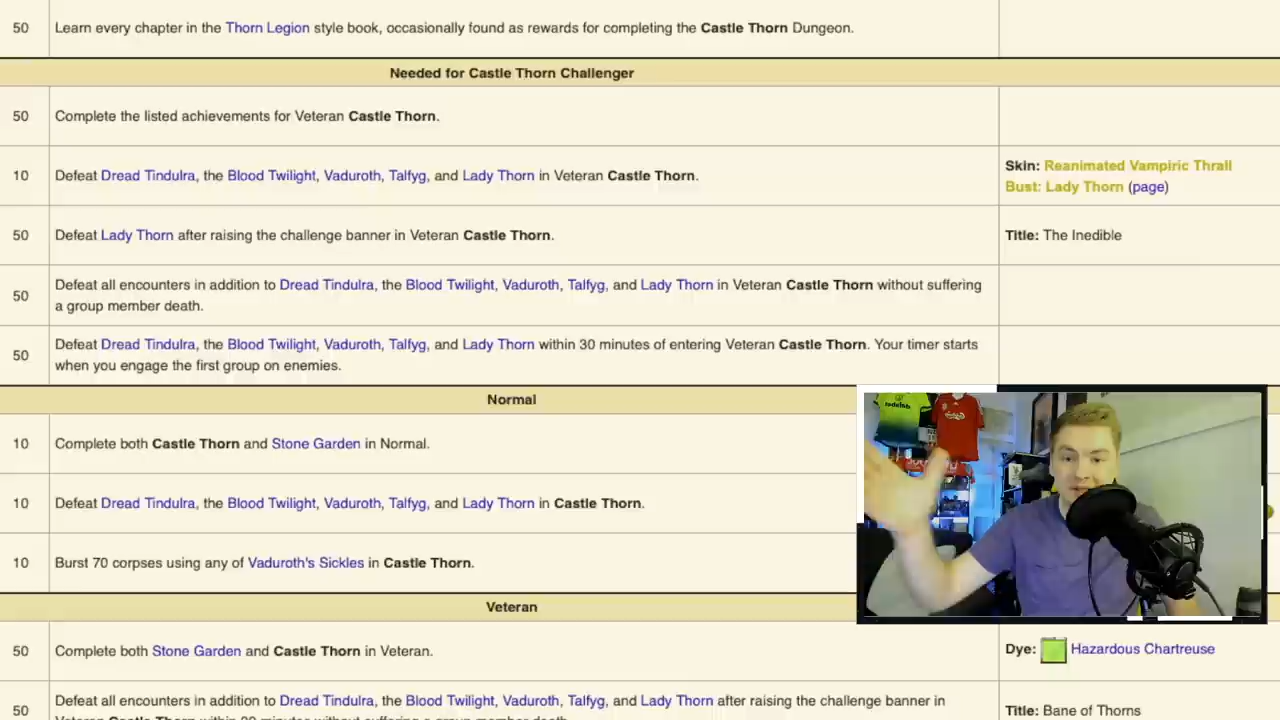 50 Learn every chapter in the Thorn Legion style book, occasionally found as rewards for completing the Castle Thorn Dungeon.
Needed for Castle Thorn Challenger
50 Complete the listed achievements for Veteran Castle Thorn.
10 Defeat Dread Tindulra, the Blood Twilight, Vaduroth, Talfyg, and Lady Thorn in Veteran Castle Thorn.
Skin: Reanimated Vampiric Thrall
Bust: Lady Thorn (page)
50 Defeat Lady Thorn after raising the challenge banner in Veteran Castle Thorn.
Title: The Inedible
50 Defeat all encounters in addition to Dread Tindulra, the Blood Twilight, Vaduroth, Talfyg, and Lady Thorn in Veteran Castle Thorn without suffering
a group member death.
50 Defeat Dread Tindulra, the Blood Twilight, Vaduroth, Talfyg, and Lady Thorn within 30 minutes of entering Veteran Castle Thorn. Your timer starts
when you engage the first group on enemies.
Normal
10 Complete both Castle Thorn and Stone Garden in Normal.
10 Defeat Dread Tindulra, the Blood Twilight, Vaduroth, Talfyg, and Lady Thorn in Castle Thorn.
10 Burst 70 corpses using any of Vaduroth's Sickles in Castle Thorn.
Veteran
50 Complete both Stone Garden and Castle Thorn in Veteran.
Dye: Hazardous Chartreuse
50 Defeat all encounters in addition to Dread Tindulra, the Blood Twilight, Vaduroth, Talfyg, and Lady Thorn after raising the challenge banner in
Title: Bane of Thorns